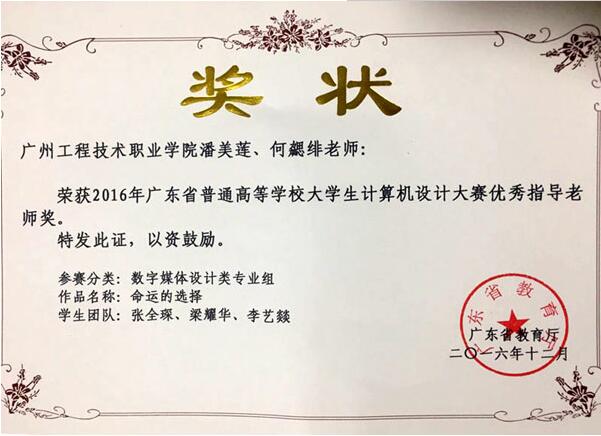 奖状
广州工程技术职业学院潘美莲、何勰绯老师：
荣获2016年广东省普通高等学校大学生计算机设计大赛优秀指导老
师奖。
特发此证，以资鼓励。
参赛分类：数字媒体设计类专业组
作品名称：命运的选择
学生团队：张全琛、梁耀华、李艺燚
广东省教育厅
广东省教育厅
二〇一六年十二月